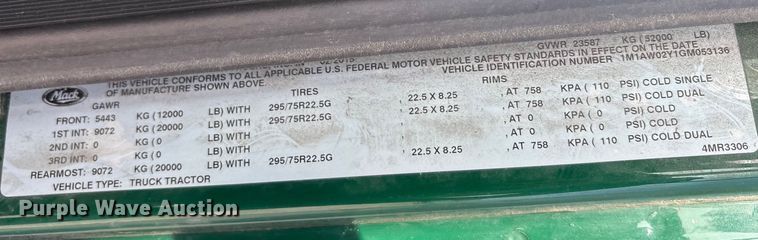 02/2015
GVWR 23587 KG (52000 LB)
THIS VEHICLE CONFORMS TO ALL APPLICABLE U.S. FEDERAL MOTOR VEHICLE SAFETY STANDARDS IN EFFECT ON THE DATE
OF MANUFACTURE SHOWN ABOVE. VEHICLE IDENTIFICATION NUMBER 1M1AW02Y1GM053136
Mack
GAWR TIRES RIMS
FRONT: 5443 KG (12000 LB) WITH 295/75R22.5G 22.5 X 8.25 , AT 758 KPA ( 110 PSI) COLD SINGLE
1ST INT: 9072 KG (20000 LB) WITH 295/75R22.5G 22.5 X 8.25 , AT 758 KPA ( 110 PSI) COLD DUAL
2ND INT: 0 KG (0 LB) WITH , AT 0 KPA ( 0 PSI) COLD
3RD INT: 0 KG (0 LB) WITH , AT 0 KPA ( 0 PSI) COLD
REARMOST: 9072 KG (20000 LB) WITH 295/75R22.5G 22.5 X 8.25 , AT 758 KPA ( 110 PSI) COLD DUAL
VEHICLE TYPE: TRUCK TRACTOR 4MR3306
Purple Wave Auction